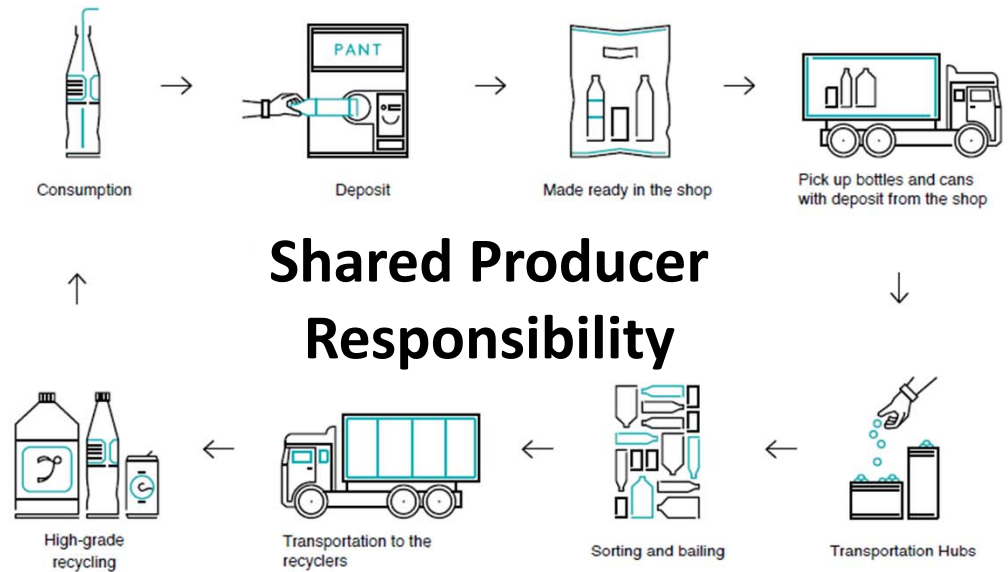 PANT
Consumption
Deposit
Made ready in the shop
Pick up bottles and cans
with deposit from the shop
Shared Producer
Responsibility
High-grade
recycling
Transportation to the
recyclers
Sorting and bailing
Transportation Hubs